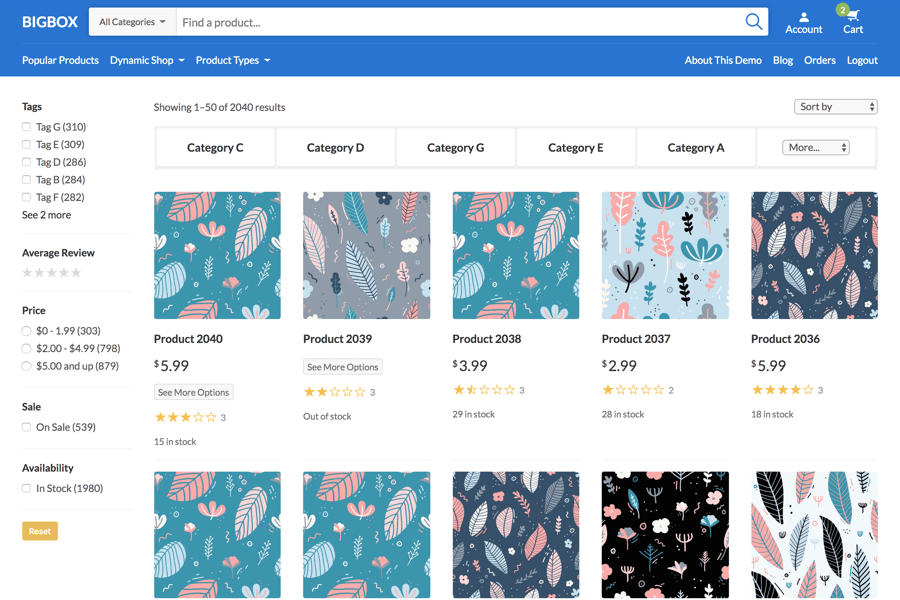 BIGBOX
All Categories
Find a product...
Account
2
Cart
Popular Products
Dynamic Shop
Product Types
About This Demo
Blog
Orders
Logout
Tags
Tag G (310)
Tag E (309)
Tag D (286)
Tag B (284)
Tag F (282)
See 2 more
Average Review
Price
$0 - 1.99 (303)
$2.00 - $4.99 (798)
$5.00 and up (879)
Sale
On Sale (539)
Availability
In Stock (1980)
Reset
Showing 1–50 of 2040 results
Sort by
Category C
Category D
Category G
Category E
Category A
More...
Product 2040
$5.99
See More Options
3
15 in stock
Product 2039
See More Options
3
Out of stock
Product 2038
$3.99
3
29 in stock
Product 2037
$2.99
2
28 in stock
Product 2036
$5.99
3
18 in stock